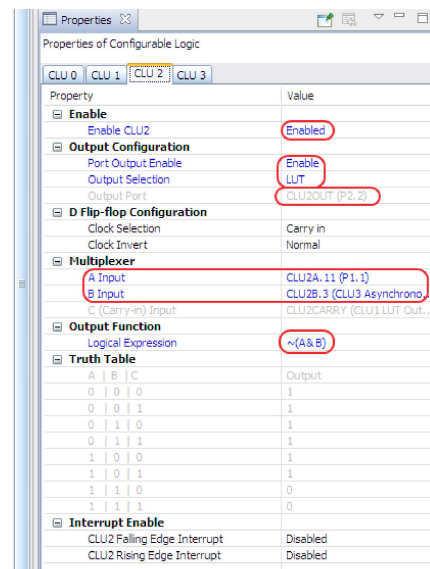 Properties
Properties of Configurable Logic
CLU 0 CLU 1 CLU 2 CLU 3
Property Value
Enable
Enable CLU2 Enabled
Output Configuration
Port Output Enable Enable
Output Selection LUT
Output Port CLU2OUT (P2.2)
D Flip-flop Configuration
Clock Selection Carry in
Clock Invert Normal
Multiplexer
A Input CLU2A.11 (P1.1)
B Input CLU2B.3 (CLU3 Asynchrono...
C (Carry-in) Input CLU2CARRY (CLU1 LUT Out...
Output Function
Logical Expression ~(A&B)
Truth Table
A | B | C Output
0 | 0 | 0 1
0 | 0 | 1 1
0 | 1 | 0 1
0 | 1 | 1 1
1 | 0 | 0 1
1 | 0 | 1 1
1 | 1 | 0 0
1 | 1 | 1 0
Interrupt Enable
CLU2 Falling Edge Interrupt Disabled
CLU2 Rising Edge Interrupt Disabled